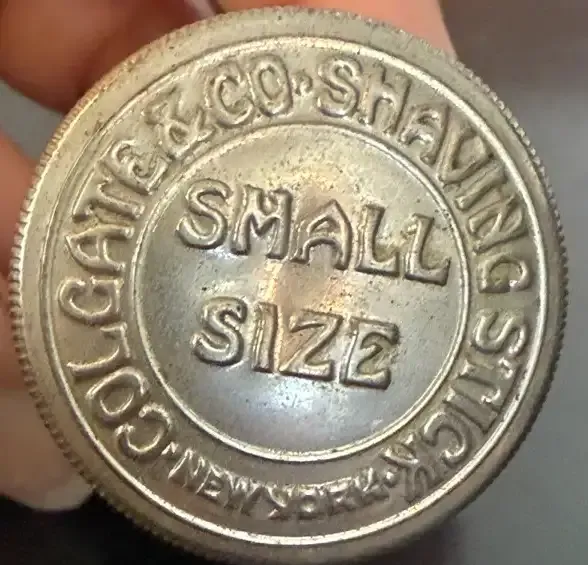 COLGATE & CO · SHAVING STICK · NEW YORK ·
SMALL
SIZE